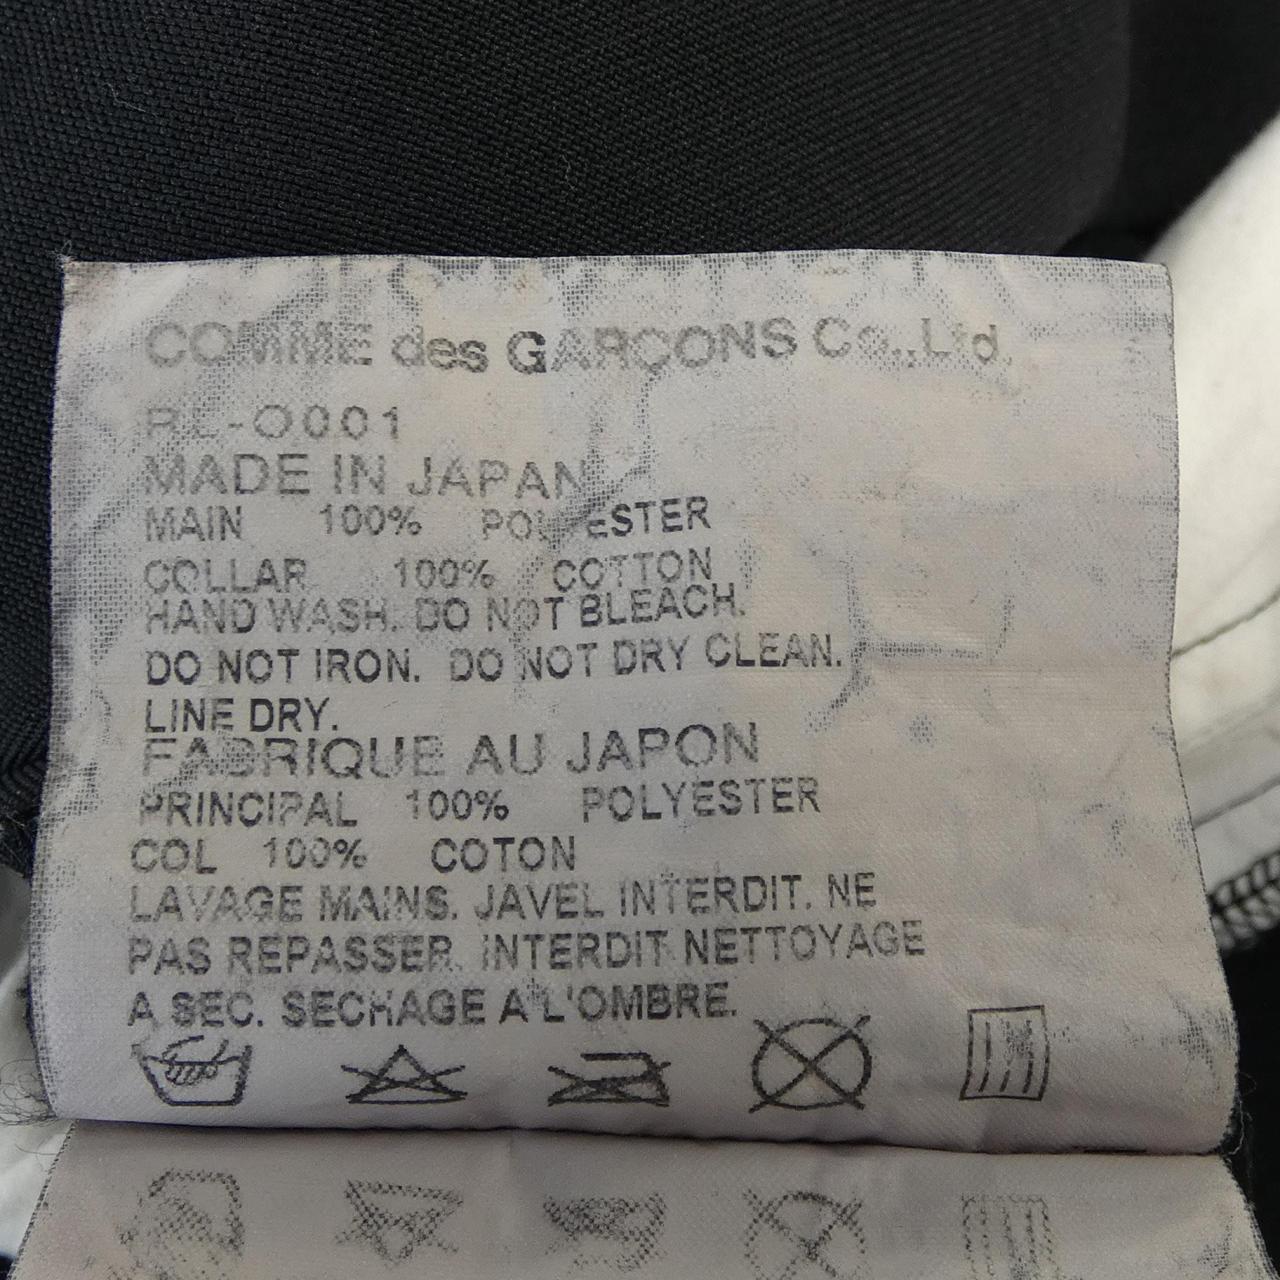 COMME des GARÇONS Co.,Ltd.
RL-O001
MADE IN JAPAN
MAIN 100% POLYESTER
COLLAR 100% COTTON
HAND WASH. DO NOT BLEACH.
DO NOT IRON. DO NOT DRY CLEAN.
LINE DRY.
FABRIQUE AU JAPON
PRINCIPAL 100% POLYESTER
COL 100% COTON
LAVAGE MAINS. JAVEL INTERDIT. NE
PAS REPASSER. INTERDIT NETTOYAGE
A SEC. SECHAGE A L'OMBRE.